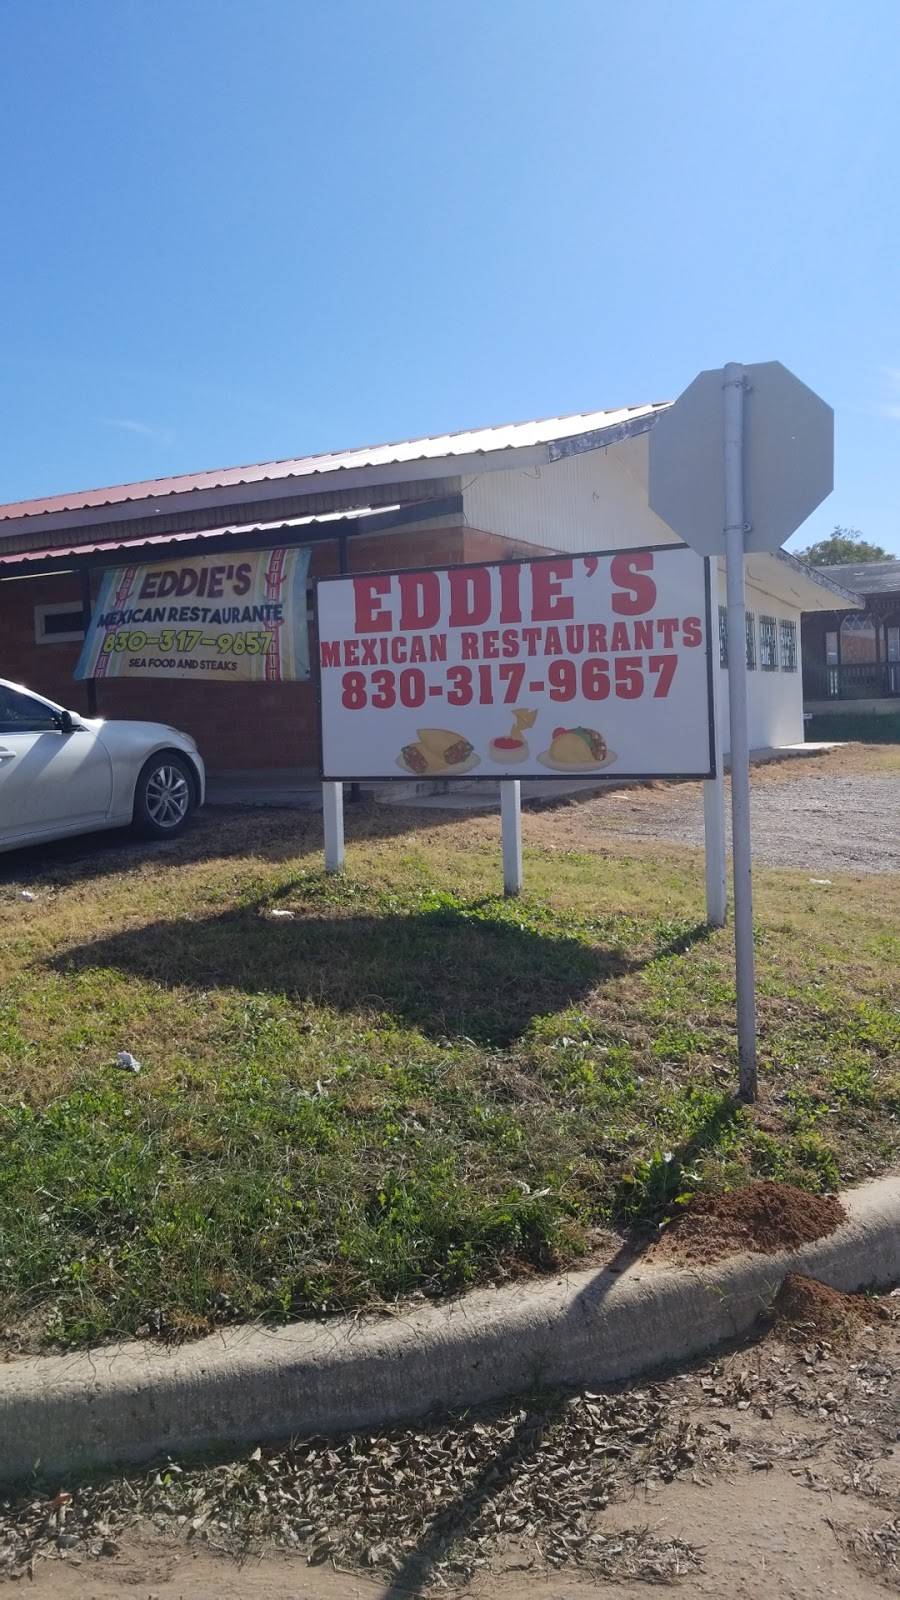 EDDIE'S
MEXICAN RESTAURANTE
830-317-9657
SEA FOOD AND STEAKS
EDDIE'S
MEXICAN RESTAURANTS
830-317-9657